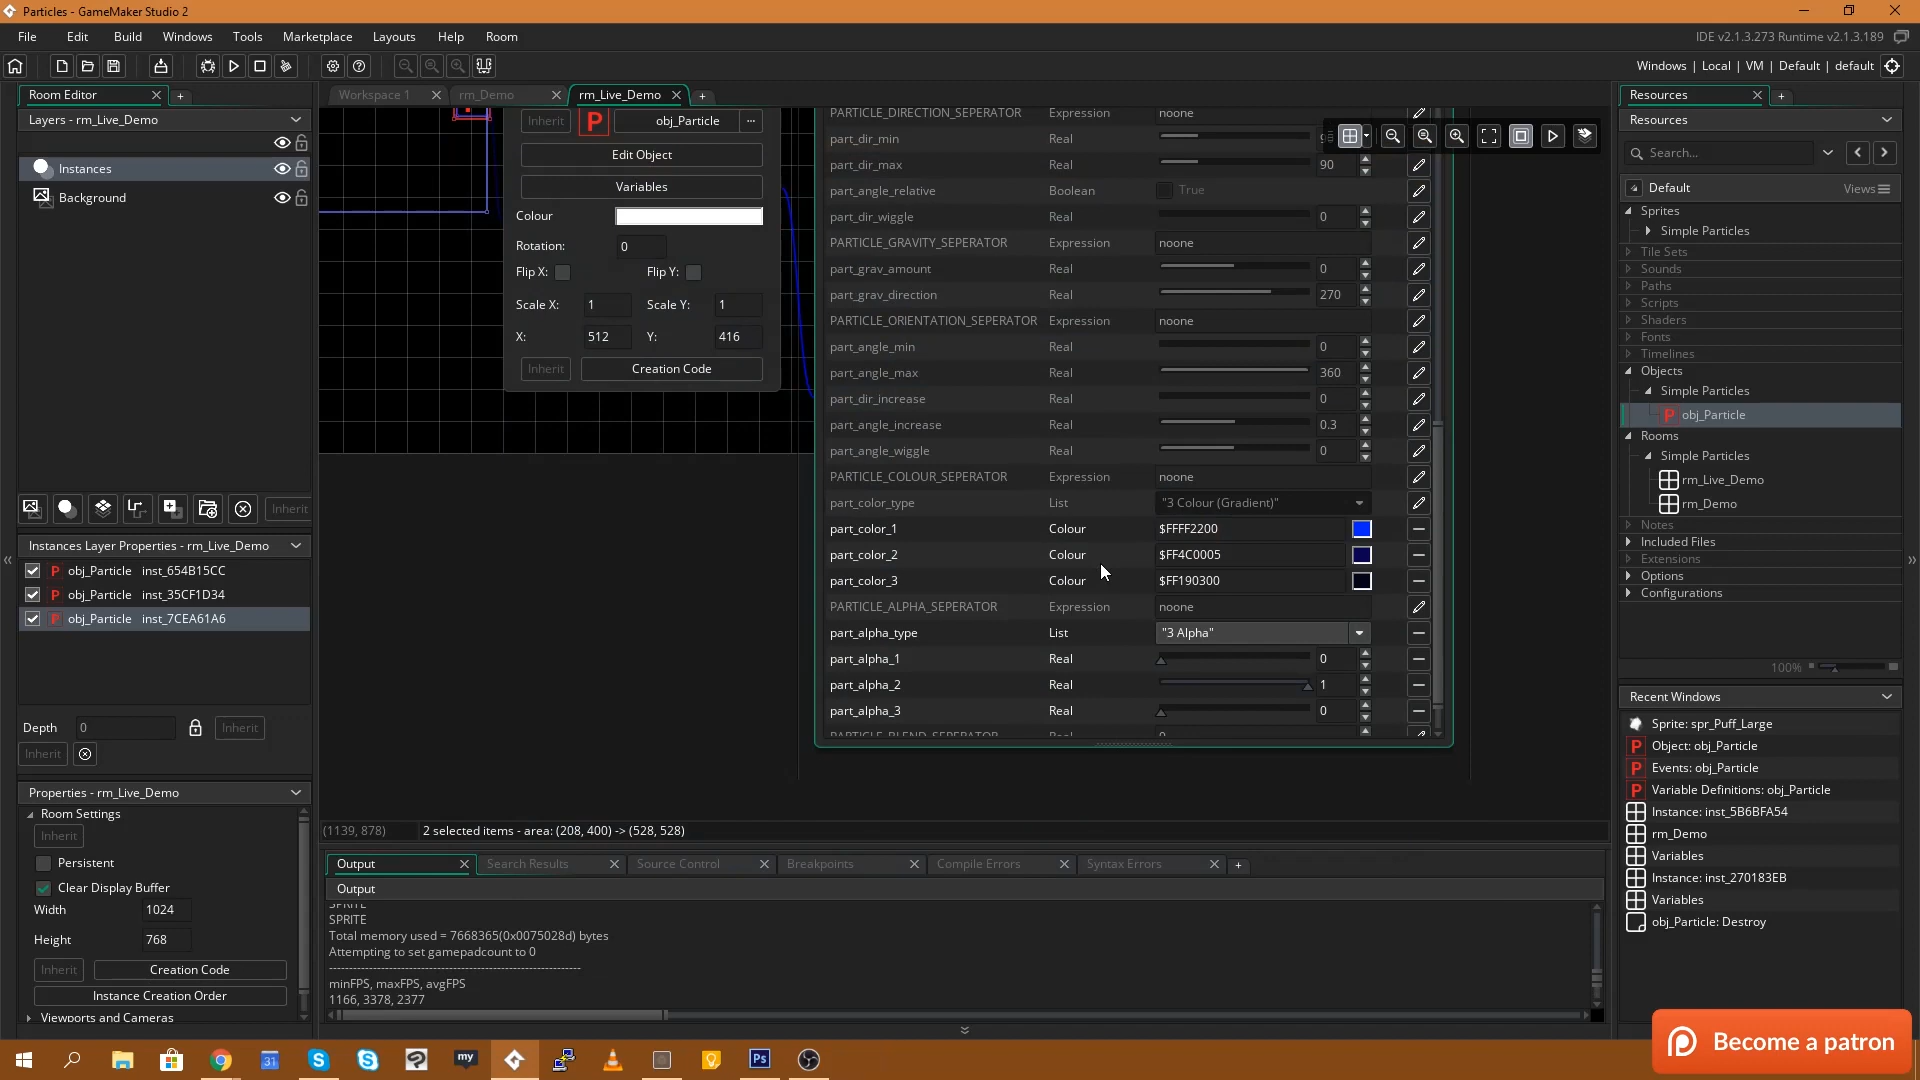 Particles - GameMaker Studio 2
File Edit Build Windows Tools Marketplace Layouts Help Room
IDE v2.1.3.273 Runtime v2.1.3.189
Windows | Local | VM | Default | default
Room Editor
Layers - rm_Live_Demo
Instances
Background
Inherit
Instances Layer Properties - rm_Live_Demo
obj_Particle inst_654B15CC
obj_Particle inst_35CF1D34
obj_Particle inst_7CEA61A6
Depth 0 Inherit
Inherit
Properties - rm_Live_Demo
Room Settings
Inherit
Persistent
Clear Display Buffer
Width 1024
Height 768
Inherit Creation Code
Instance Creation Order
Viewports and Cameras
Workspace 1 rm_Demo rm_Live_Demo
Inherit P obj_Particle ...
Edit Object
Variables
Colour
Rotation: 0
Flip X: Flip Y:
Scale X: 1 Scale Y: 1
X: 512 Y: 416
Inherit Creation Code
PARTICLE_DIRECTION_SEPERATOR Expression noone
part_dir_min Real
part_dir_max Real 90
part_angle_relative Boolean True
part_dir_wiggle Real 0
PARTICLE_GRAVITY_SEPERATOR Expression noone
part_grav_amount Real 0
part_grav_direction Real 270
PARTICLE_ORIENTATION_SEPERATOR Expression noone
part_angle_min Real 0
part_angle_max Real 360
part_dir_increase Real 0
part_angle_increase Real 0.3
part_angle_wiggle Real 0
PARTICLE_COLOUR_SEPERATOR Expression noone
part_color_type List "3 Colour (Gradient)"
part_color_1 Colour $FFFF2200
part_color_2 Colour $FF4C0005
part_color_3 Colour $FF190300
PARTICLE_ALPHA_SEPERATOR Expression noone
part_alpha_type List "3 Alpha"
part_alpha_1 Real 0
part_alpha_2 Real 1
part_alpha_3 Real 0
PARTICLE_BLEND_SEPERATOR Real 0
(1139, 878) 2 selected items - area: (208, 400) -> (528, 528)
Output Search Results Source Control Breakpoints Compile Errors Syntax Errors
Output
SPRITE
SPRITE
Total memory used = 7668365(0x0075028d) bytes
Attempting to set gamepadcount to 0
------------------------------------------------------------
minFPS, maxFPS, avgFPS
1166, 3378, 2377
Resources
Resources
Search...
Default Views
Sprites
Simple Particles
Tile Sets
Sounds
Paths
Scripts
Shaders
Fonts
Timelines
Objects
Simple Particles
P obj_Particle
Rooms
Simple Particles
rm_Live_Demo
rm_Demo
Notes
Included Files
Extensions
Options
Configurations
100%
Recent Windows
Sprite: spr_Puff_Large
Object: obj_Particle
Events: obj_Particle
Variable Definitions: obj_Particle
Instance: inst_5B6BFA54
rm_Demo
Variables
Instance: inst_270183EB
Variables
obj_Particle: Destroy
Become a patron
31
my
Ps